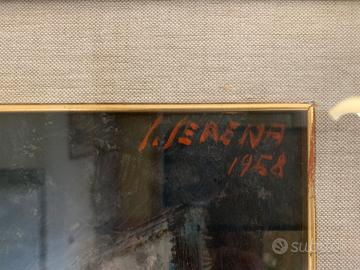 S. SERENA
1958
subito